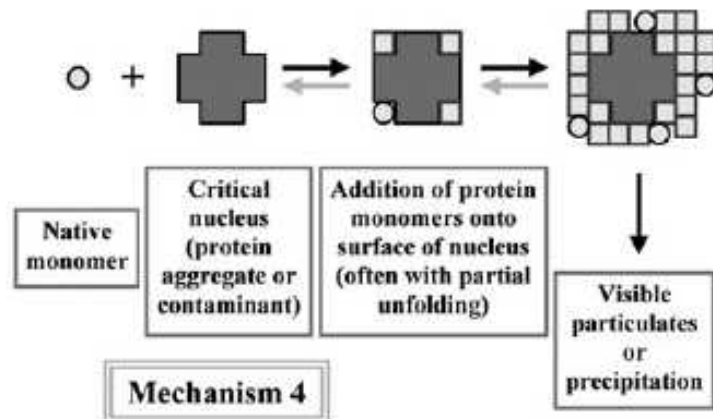 +
Native
monomer
Critical
nucleus
(protein
aggregate or
contaminant)
Addition of protein
monomers onto
surface of nucleus
(often with partial
unfolding)
Visible
particulates
or
precipitation
Mechanism 4